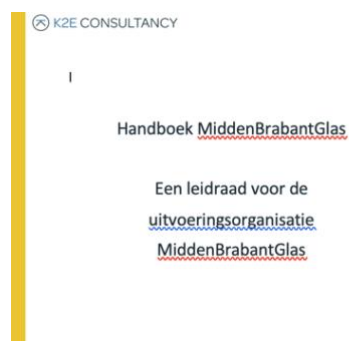 K2E CONSULTANCY
Handboek MiddenBrabantGlas
Een leidraad voor de
uitvoeringsorganisatie
MiddenBrabantGlas